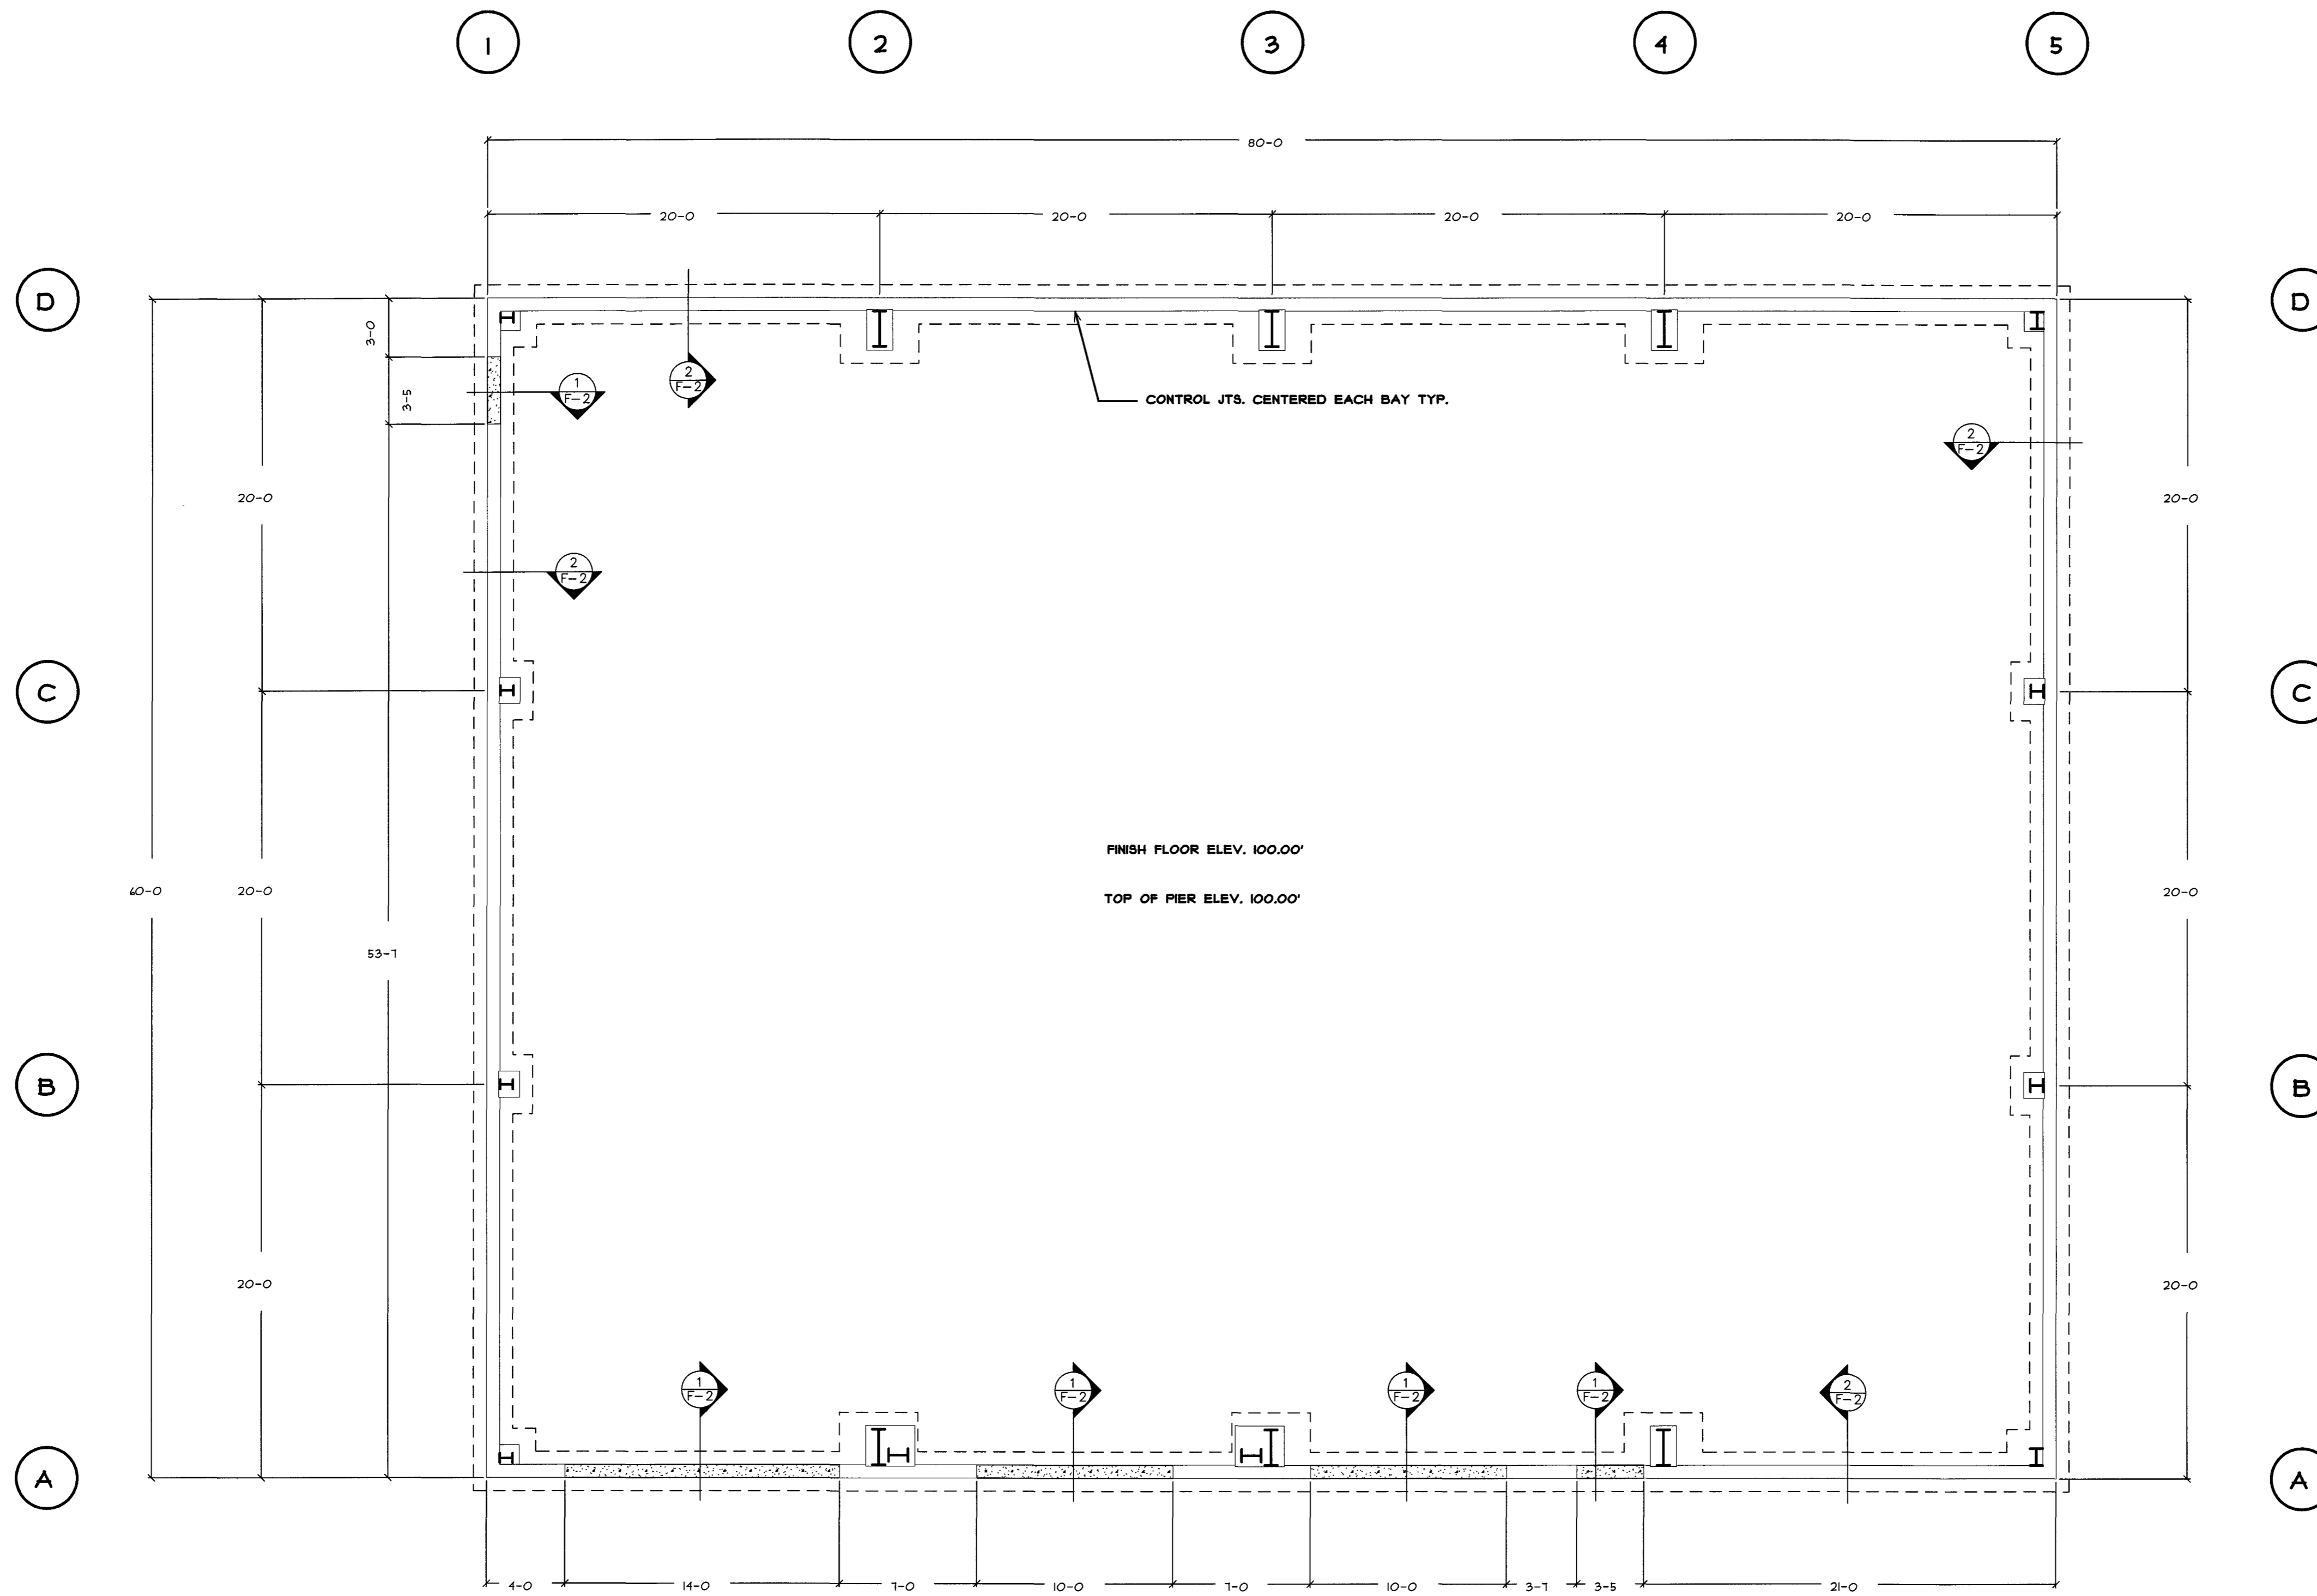 1 2 3 4 5
80-0
20-0 20-0 20-0 20-0
D D
3-0
2
F-2
1
F-2
3-5
CONTROL JTS. CENTERED EACH BAY TYP.
2
F-2
20-0 20-0
2
F-2
C C
FINISH FLOOR ELEV. 100.00'
60-0 20-0 20-0
TOP OF PIER ELEV. 100.00'
53-7
B B
20-0 20-0
1
F-2
1
F-2
1
F-2
1
F-2
2
F-2
A A
4-0 14-0 7-0 10-0 7-0 10-0 3-7 3-5 21-0